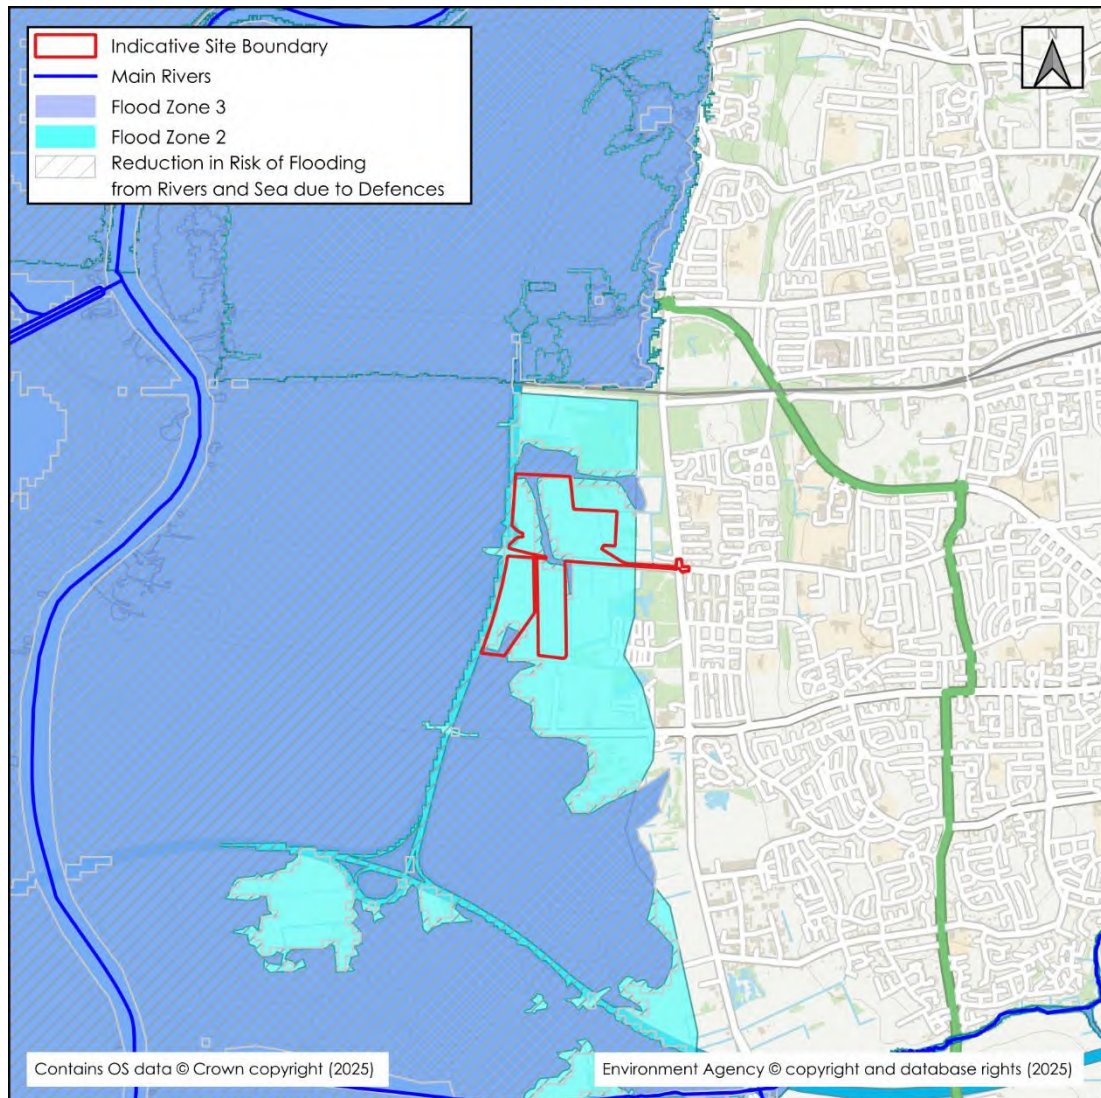 Indicative Site Boundary
Main Rivers
Flood Zone 3
Flood Zone 2
Reduction in Risk of Flooding
from Rivers and Sea due to Defences
N
Contains OS data © Crown copyright (2025)
Environment Agency © copyright and database rights (2025)